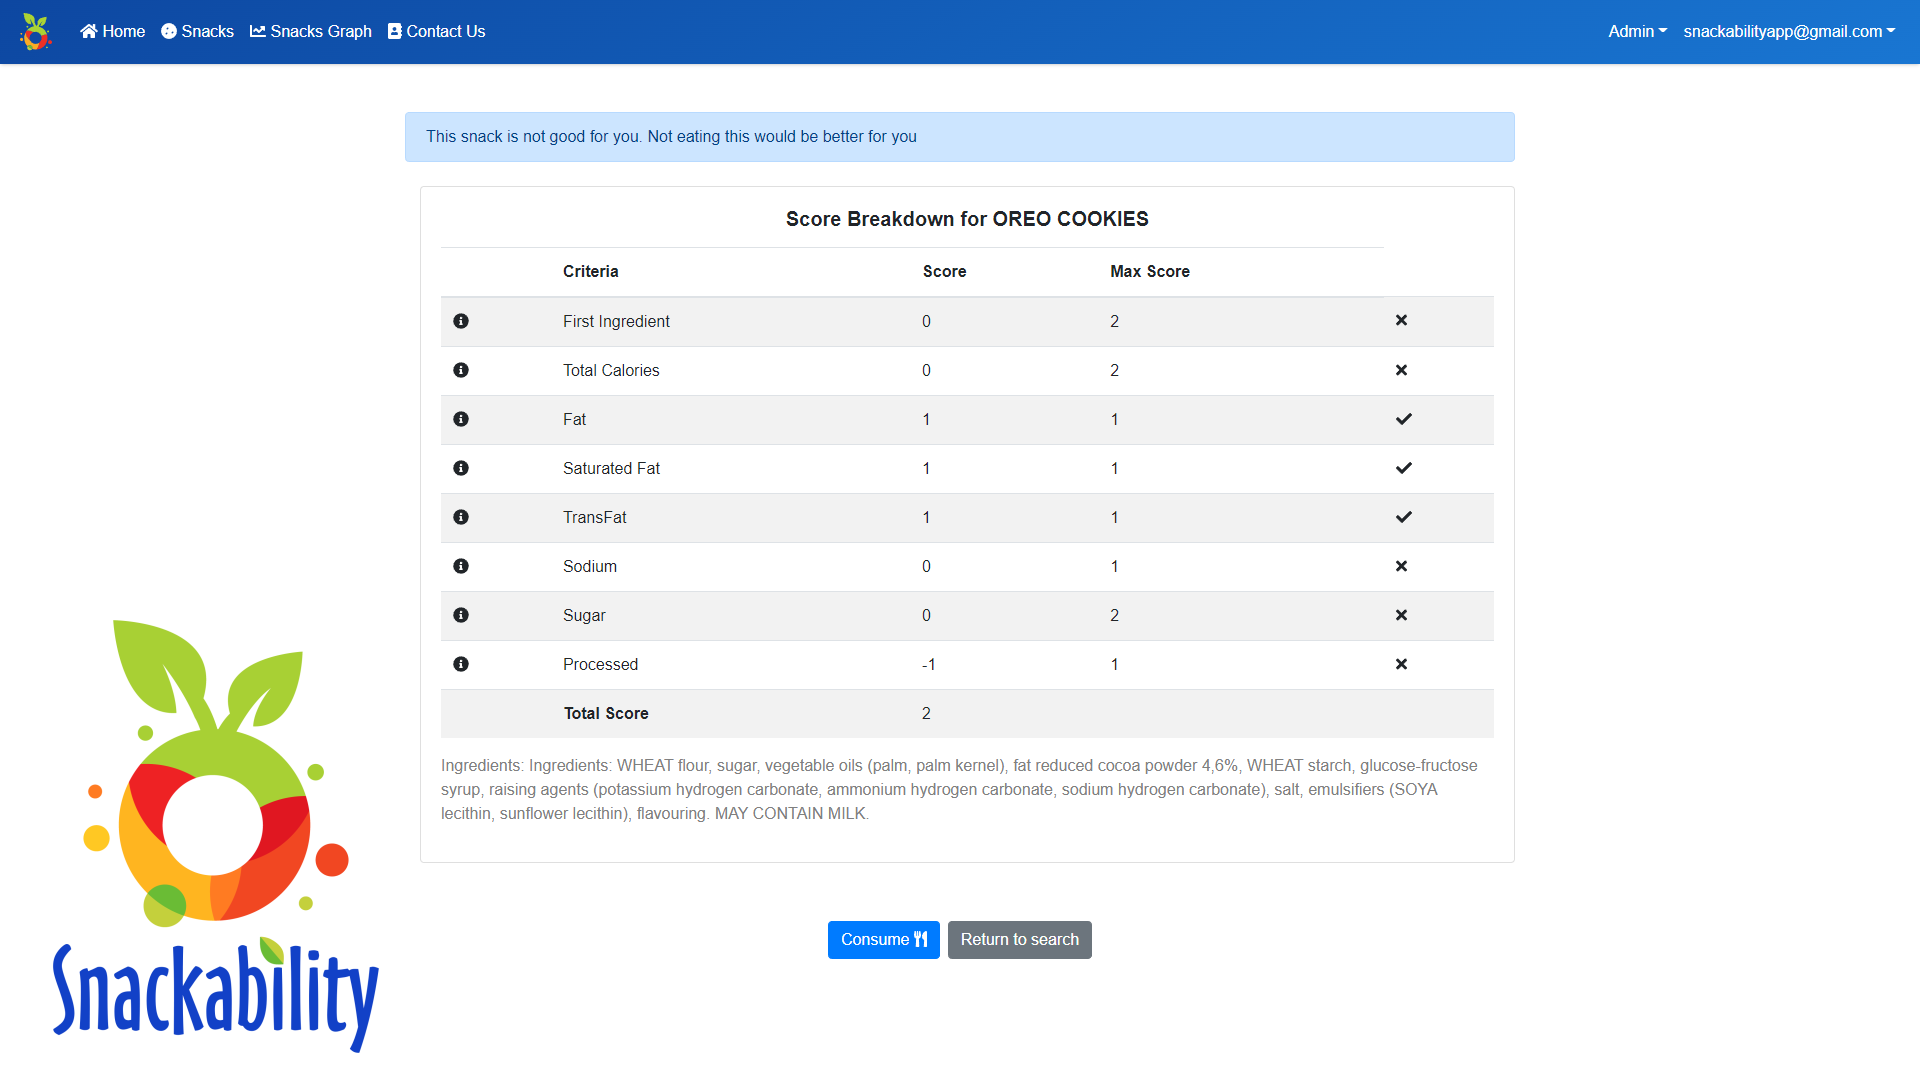 Home Snacks Snacks Graph Contact Us Admin snackabilityapp@gmail.com
This snack is not good for you. Not eating this would be better for you
Score Breakdown for OREO COOKIES
Criteria Score Max Score
First Ingredient 0 2
Total Calories 0 2
Fat 1 1
Saturated Fat 1 1
TransFat 1 1
Sodium 0 1
Sugar 0 2
Processed -1 1
Total Score 2
Ingredients: Ingredients: WHEAT flour, sugar, vegetable oils (palm, palm kernel), fat reduced cocoa powder 4,6%, WHEAT starch, glucose-fructose
syrup, raising agents (potassium hydrogen carbonate, ammonium hydrogen carbonate, sodium hydrogen carbonate), salt, emulsifiers (SOYA
lecithin, sunflower lecithin), flavouring. MAY CONTAIN MILK.
Consume Return to search
Snackability